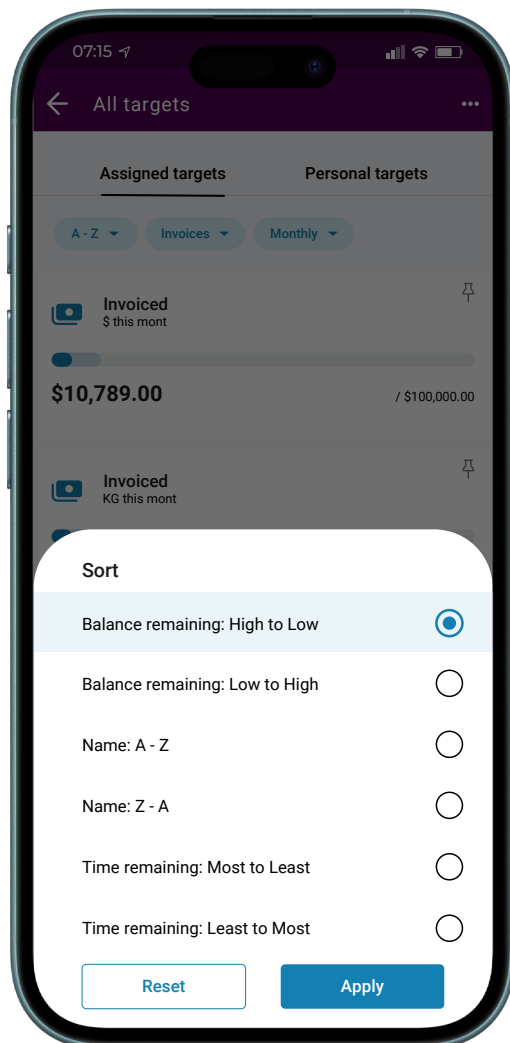 07:15
All targets
Assigned targets
Personal targets
A - Z
Invoices
Monthly
Invoiced
$ this mont
$10,789.00
/ $100,000.00
Invoiced
KG this mont
Sort
Balance remaining: High to Low
Balance remaining: Low to High
Name: A - Z
Name: Z - A
Time remaining: Most to Least
Time remaining: Least to Most
Reset
Apply